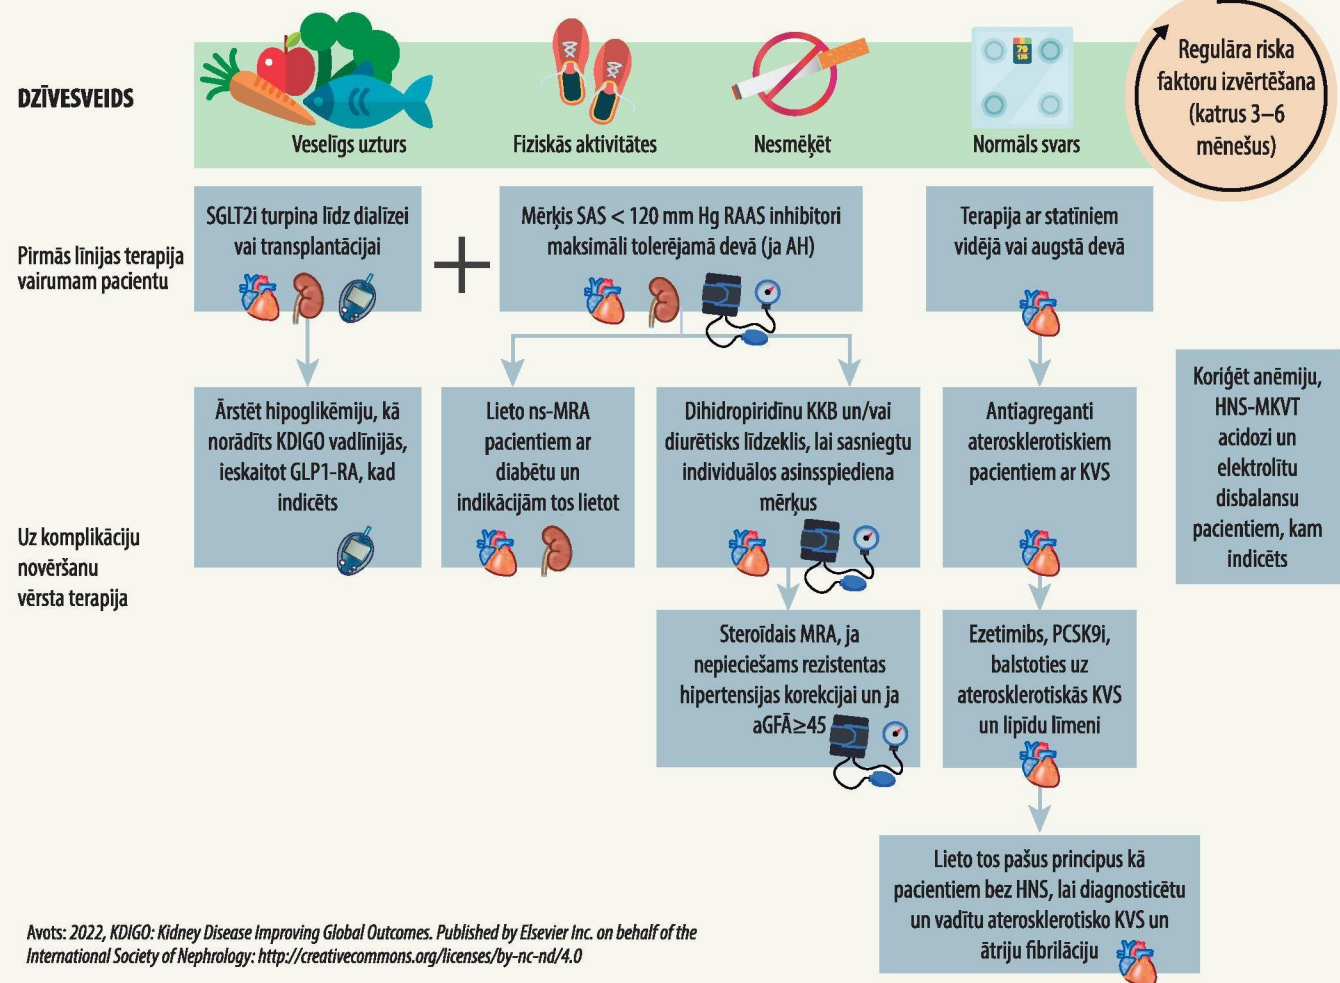 DZĪVESVEIDS
Veselīgs uzturs
Fiziskās aktivitātes
Nesmēķēt
79
136
Normāls svars
Regulāra riska
faktoru izvērtēšana
(katrus 3–6
mēnešus)
Pirmās līnijas terapija
vairumam pacientu
SGLT2i turpina līdz dialīzei
vai transplantācijai
+
Mērķis SAS < 120 mm Hg RAAS inhibitori
maksimāli tolerējamā devā (ja AH)
Terapija ar statīniem
vidējā vai augstā devā
Uz komplikāciju
novēršanu
vērsta terapija
Ārstēt hipoglikēmiju, kā
norādīts KDIGO vadlīnijās,
ieskaitot GLP1-RA, kad
indicēts
Lieto ns-MRA
pacientiem ar
diabētu un
indikācijām tos lietot
Dihidropiridīnu KKB un/vai
diurētisks līdzeklis, lai sasniegtu
individuālos asinsspiediena
mērķus
Antiagreganti
aterosklerotiskiem
pacientiem ar KVS
Koriģēt anēmiju,
HNS-MKVT
acidozi un
elektrolītu
disbalansu
pacientiem, kam
indicēts
Steroīdais MRA, ja
nepieciešams rezistentas
hipertensijas korekcijai un ja
aGFĀ≥45
Ezetimibs, PCSK9i,
balstoties uz
aterosklerotiskās KVS
un lipīdu līmeni
Lieto tos pašus principus kā
pacientiem bez HNS, lai diagnosticētu
un vadītu aterosklerotisko KVS un
ātriju fibrilāciju
Avots: 2022, KDIGO: Kidney Disease Improving Global Outcomes. Published by Elsevier Inc. on behalf of the
International Society of Nephrology: http://creativecommons.org/licenses/by-nc-nd/4.0